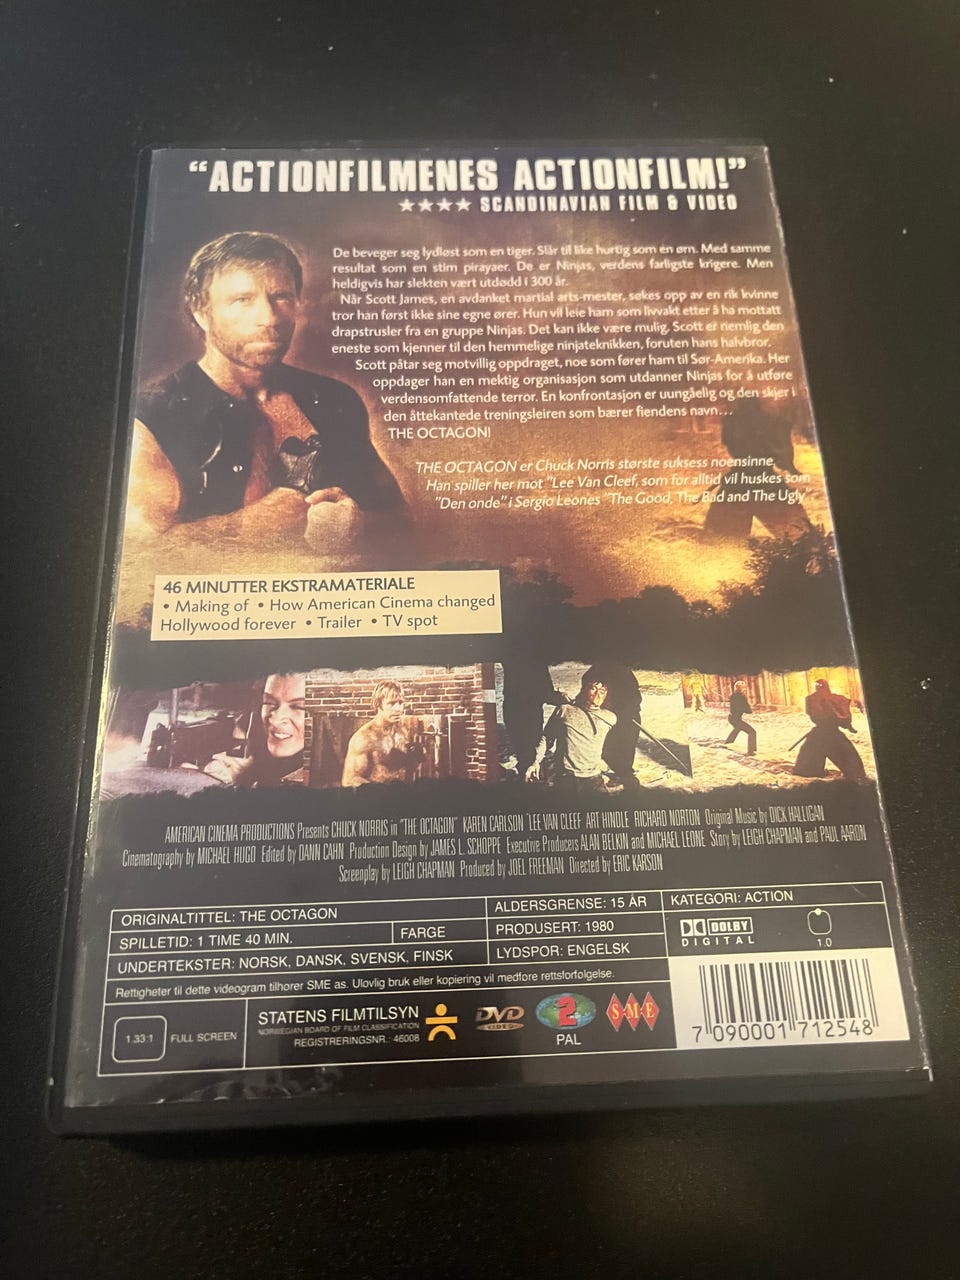 “ACTIONFILMENES ACTIONFILM!”
★★★★ SCANDINAVIAN FILM & VIDEO
De beveger seg lydløst som en tiger. Slår til like hurtig som en ørn. Med samme
resultat som en stim pirayaer. De er Ninjas, verdens farligste krigere. Men
heldigvis har slekten vært utdødd i 300 år.
Når Scott James, en avdanket martial arts-mester, søkes opp av en rik kvinne
tror han først ikke sine egne ører. Hun vil leie ham som livvakt etter å ha mottatt
drapstrusler fra en gruppe Ninjas. Det kan ikke være mulig. Scott er nemlig den
eneste som kjenner til den hemmelige ninjateknikken, foruten hans halvbror.
Scott påtar seg motvillig oppdraget, noe som fører ham til Sør-Amerika. Her
oppdager han en mektig organisasjon som utdanner Ninjas for å utføre
verdensomfattende terror. En konfrontasjon er uungåelig og den skjer i
den åttekantede treningsleiren som bærer fiendens navn...
THE OCTAGON!
THE OCTAGON er Chuck Norris største suksess noensinne.
Han spiller her mot "Lee Van Cleef, som for alltid vil huskes som
"Den onde" i Sergio Leones "The Good, The Bad and The Ugly"
46 MINUTTER EKSTRAMATERIALE
• Making of • How American Cinema changed
Hollywood forever • Trailer • TV spot
AMERICAN CINEMA PRODUCTIONS Presents CHUCK NORRIS in "THE OCTAGON" KAREN CARLSON LEE VAN CLEEF ART HINDLE RICHARD NORTON Original Music by DICK HALLIGAN
Cinematography by MICHAEL HUGO Edited by DANN CAHN Production Design by JAMES L. SCHOPPE Executive Producers ALAN BELKIN and MICHAEL LEONE Story by LEIGH CHAPMAN and PAUL AARON
Screenplay by LEIGH CHAPMAN Produced by JOEL FREEMAN Directed by ERIC KARSON
ORIGINALTITTEL: THE OCTAGON
ALDERSGRENSE: 15 ÅR
KATEGORI: ACTION
SPILLETID: 1 TIME 40 MIN.
FARGE
PRODUSERT: 1980
UNDERTEKSTER: NORSK, DANSK, SVENSK, FINSK
LYDSPOR: ENGELSK
DOLBY
DIGITAL
1.0
Rettigheter til dette videogram tilhører SME as. Ulovlig bruk eller kopiering vil medføre rettsforfølgelse.
1.33:1
FULL SCREEN
STATENS FILMTILSYN
NORWEGIAN BOARD OF FILM CLASSIFICATION
REGISTRERINGSNR.: 46008
DVD
VIDEO
2
PAL
SME
7 090001 712548